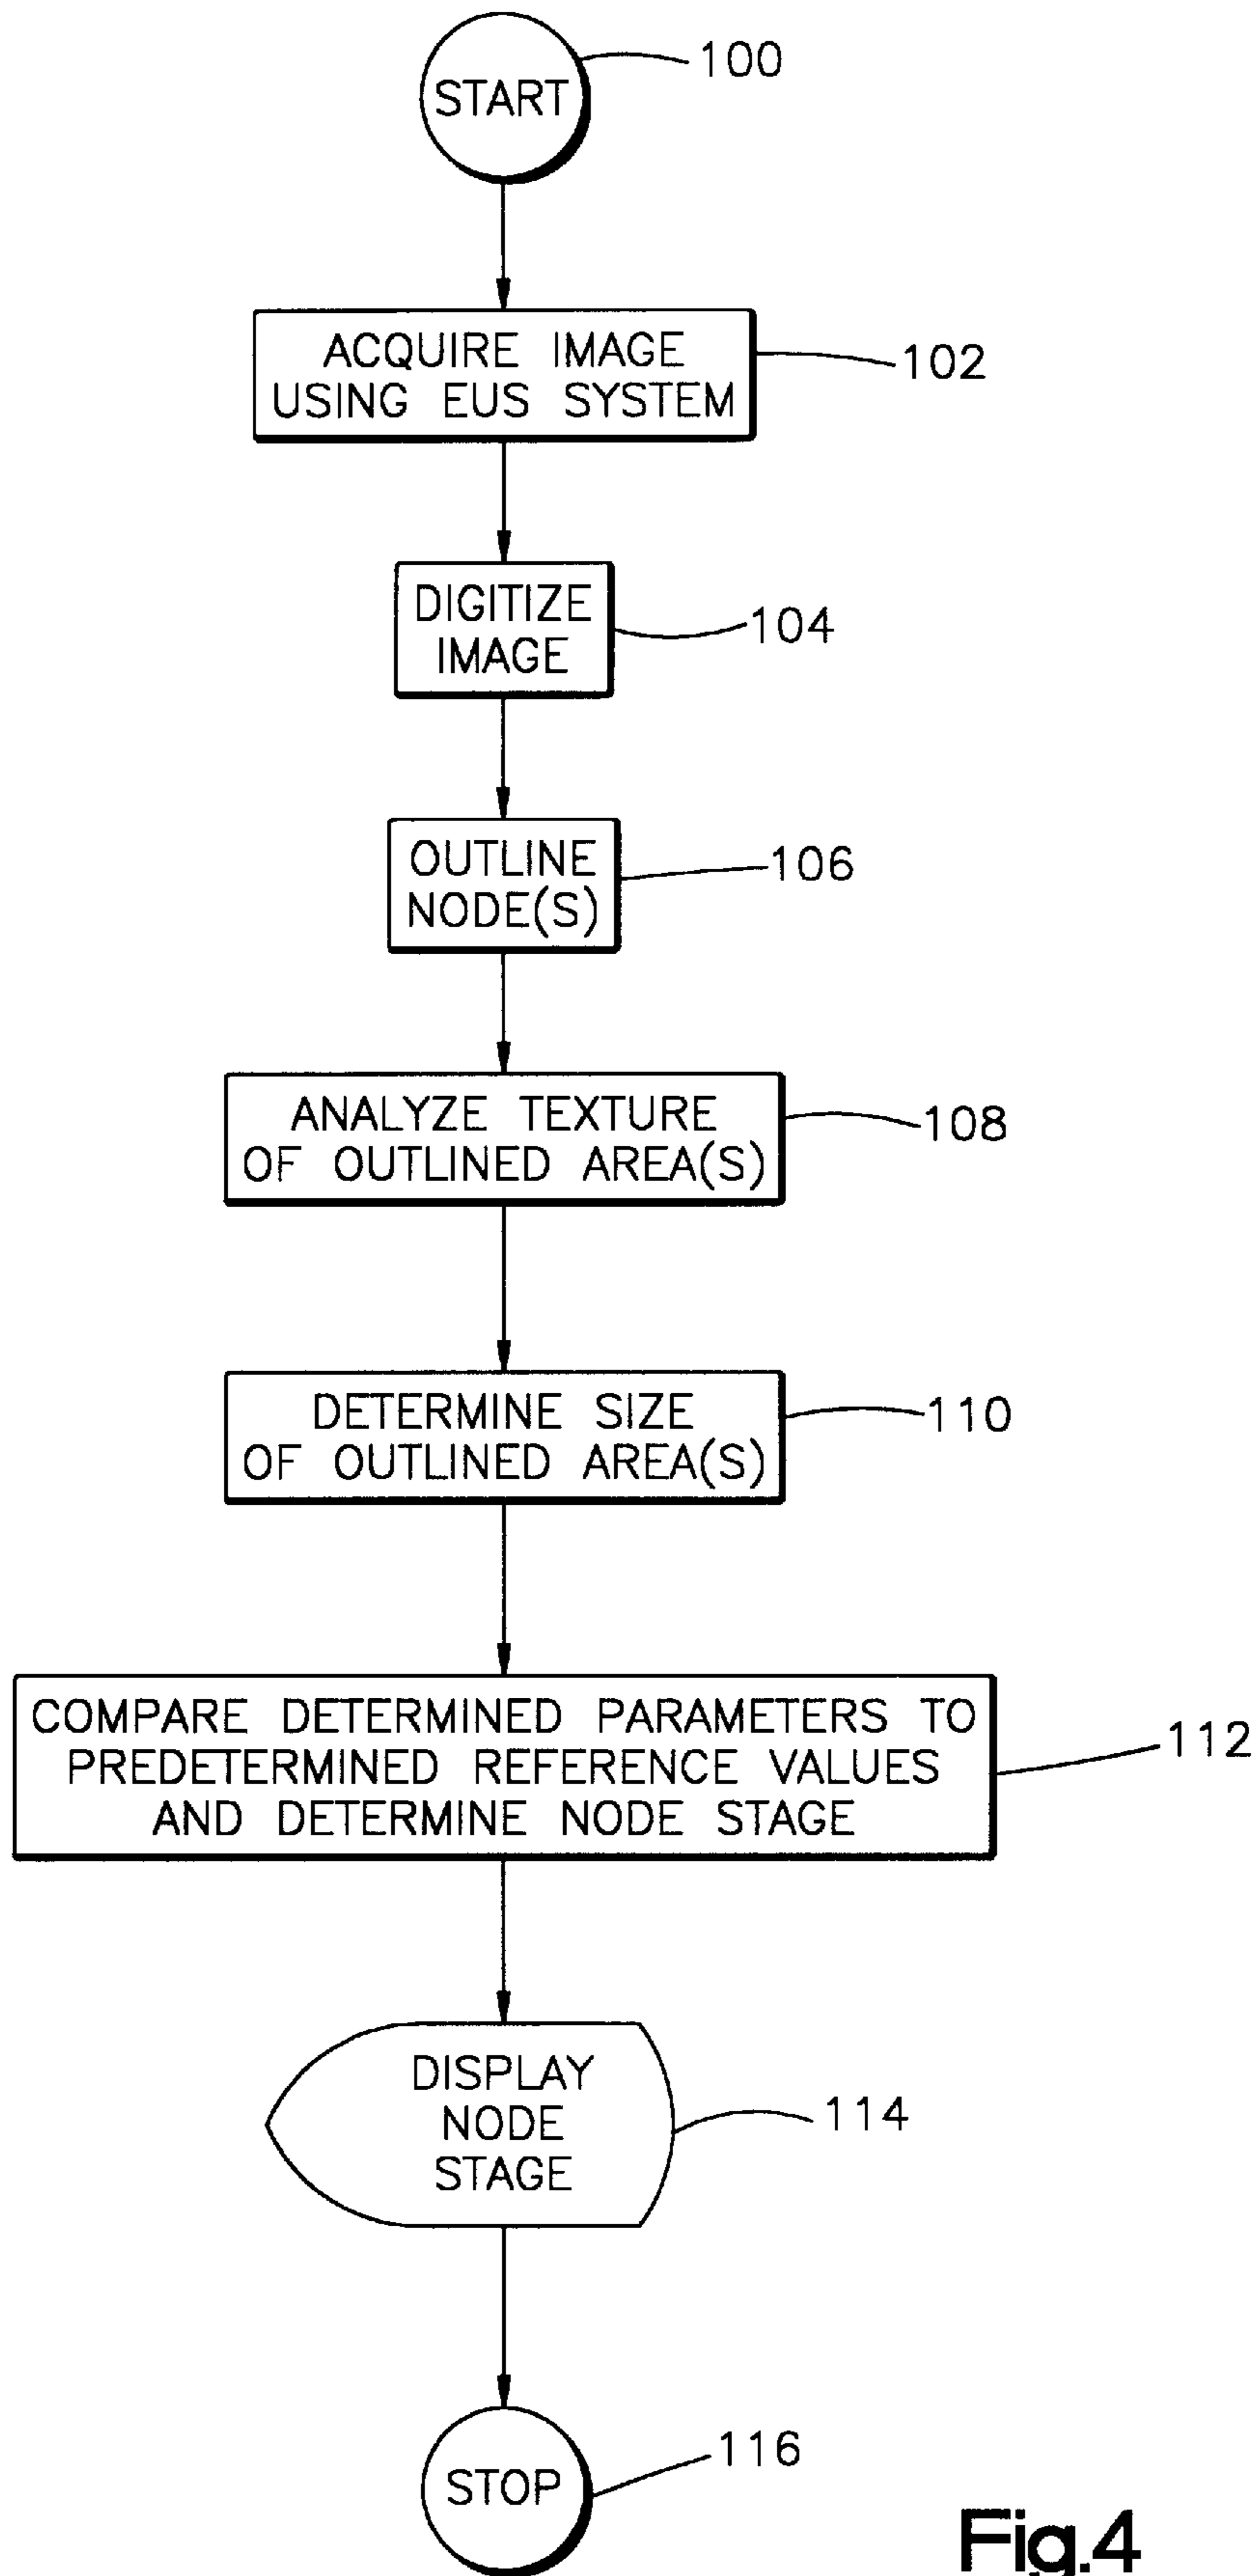 START
100
ACQUIRE IMAGE
USING EUS SYSTEM
102
DIGITIZE
IMAGE
104
OUTLINE
NODE(S)
106
ANALYZE TEXTURE
OF OUTLINED AREA(S)
108
DETERMINE SIZE
OF OUTLINED AREA(S)
110
COMPARE DETERMINED PARAMETERS TO
PREDETERMINED REFERENCE VALUES
AND DETERMINE NODE STAGE
112
DISPLAY
NODE
STAGE
114
STOP
116
Fig.4